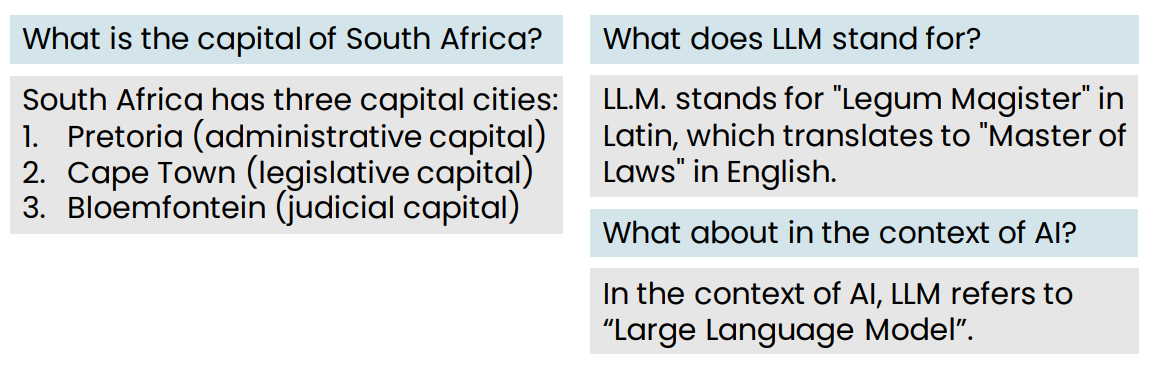 What is the capital of South Africa?
South Africa has three capital cities:
1. Pretoria (administrative capital)
2. Cape Town (legislative capital)
3. Bloemfontein (judicial capital)
What does LLM stand for?
LL.M. stands for "Legum Magister" in
Latin, which translates to "Master of
Laws" in English.
What about in the context of AI?
In the context of AI, LLM refers to
“Large Language Model”.